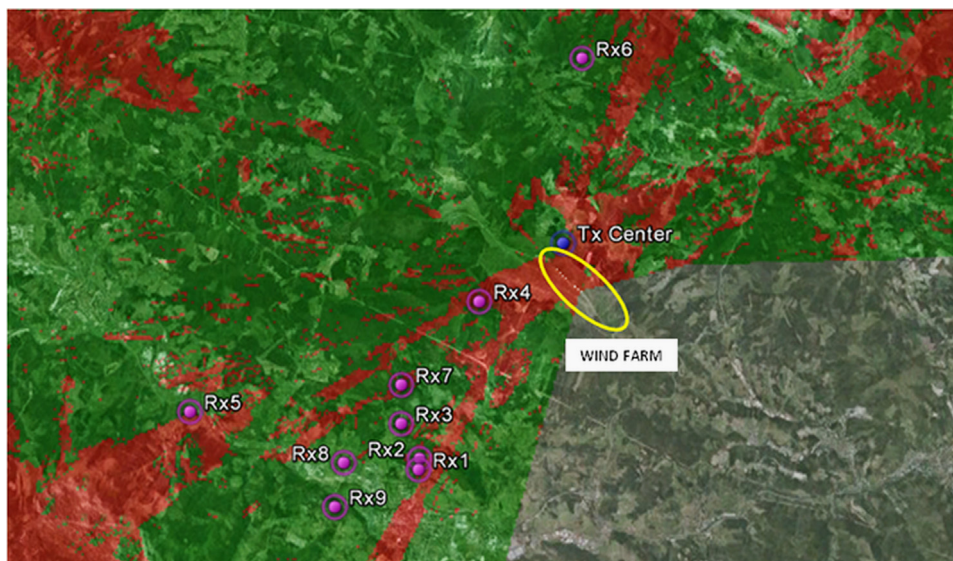 Rx6
Tx Center
Rx4
WIND FARM
Rx7
Rx5
Rx3
Rx2
Rx8
Rx1
Rx9